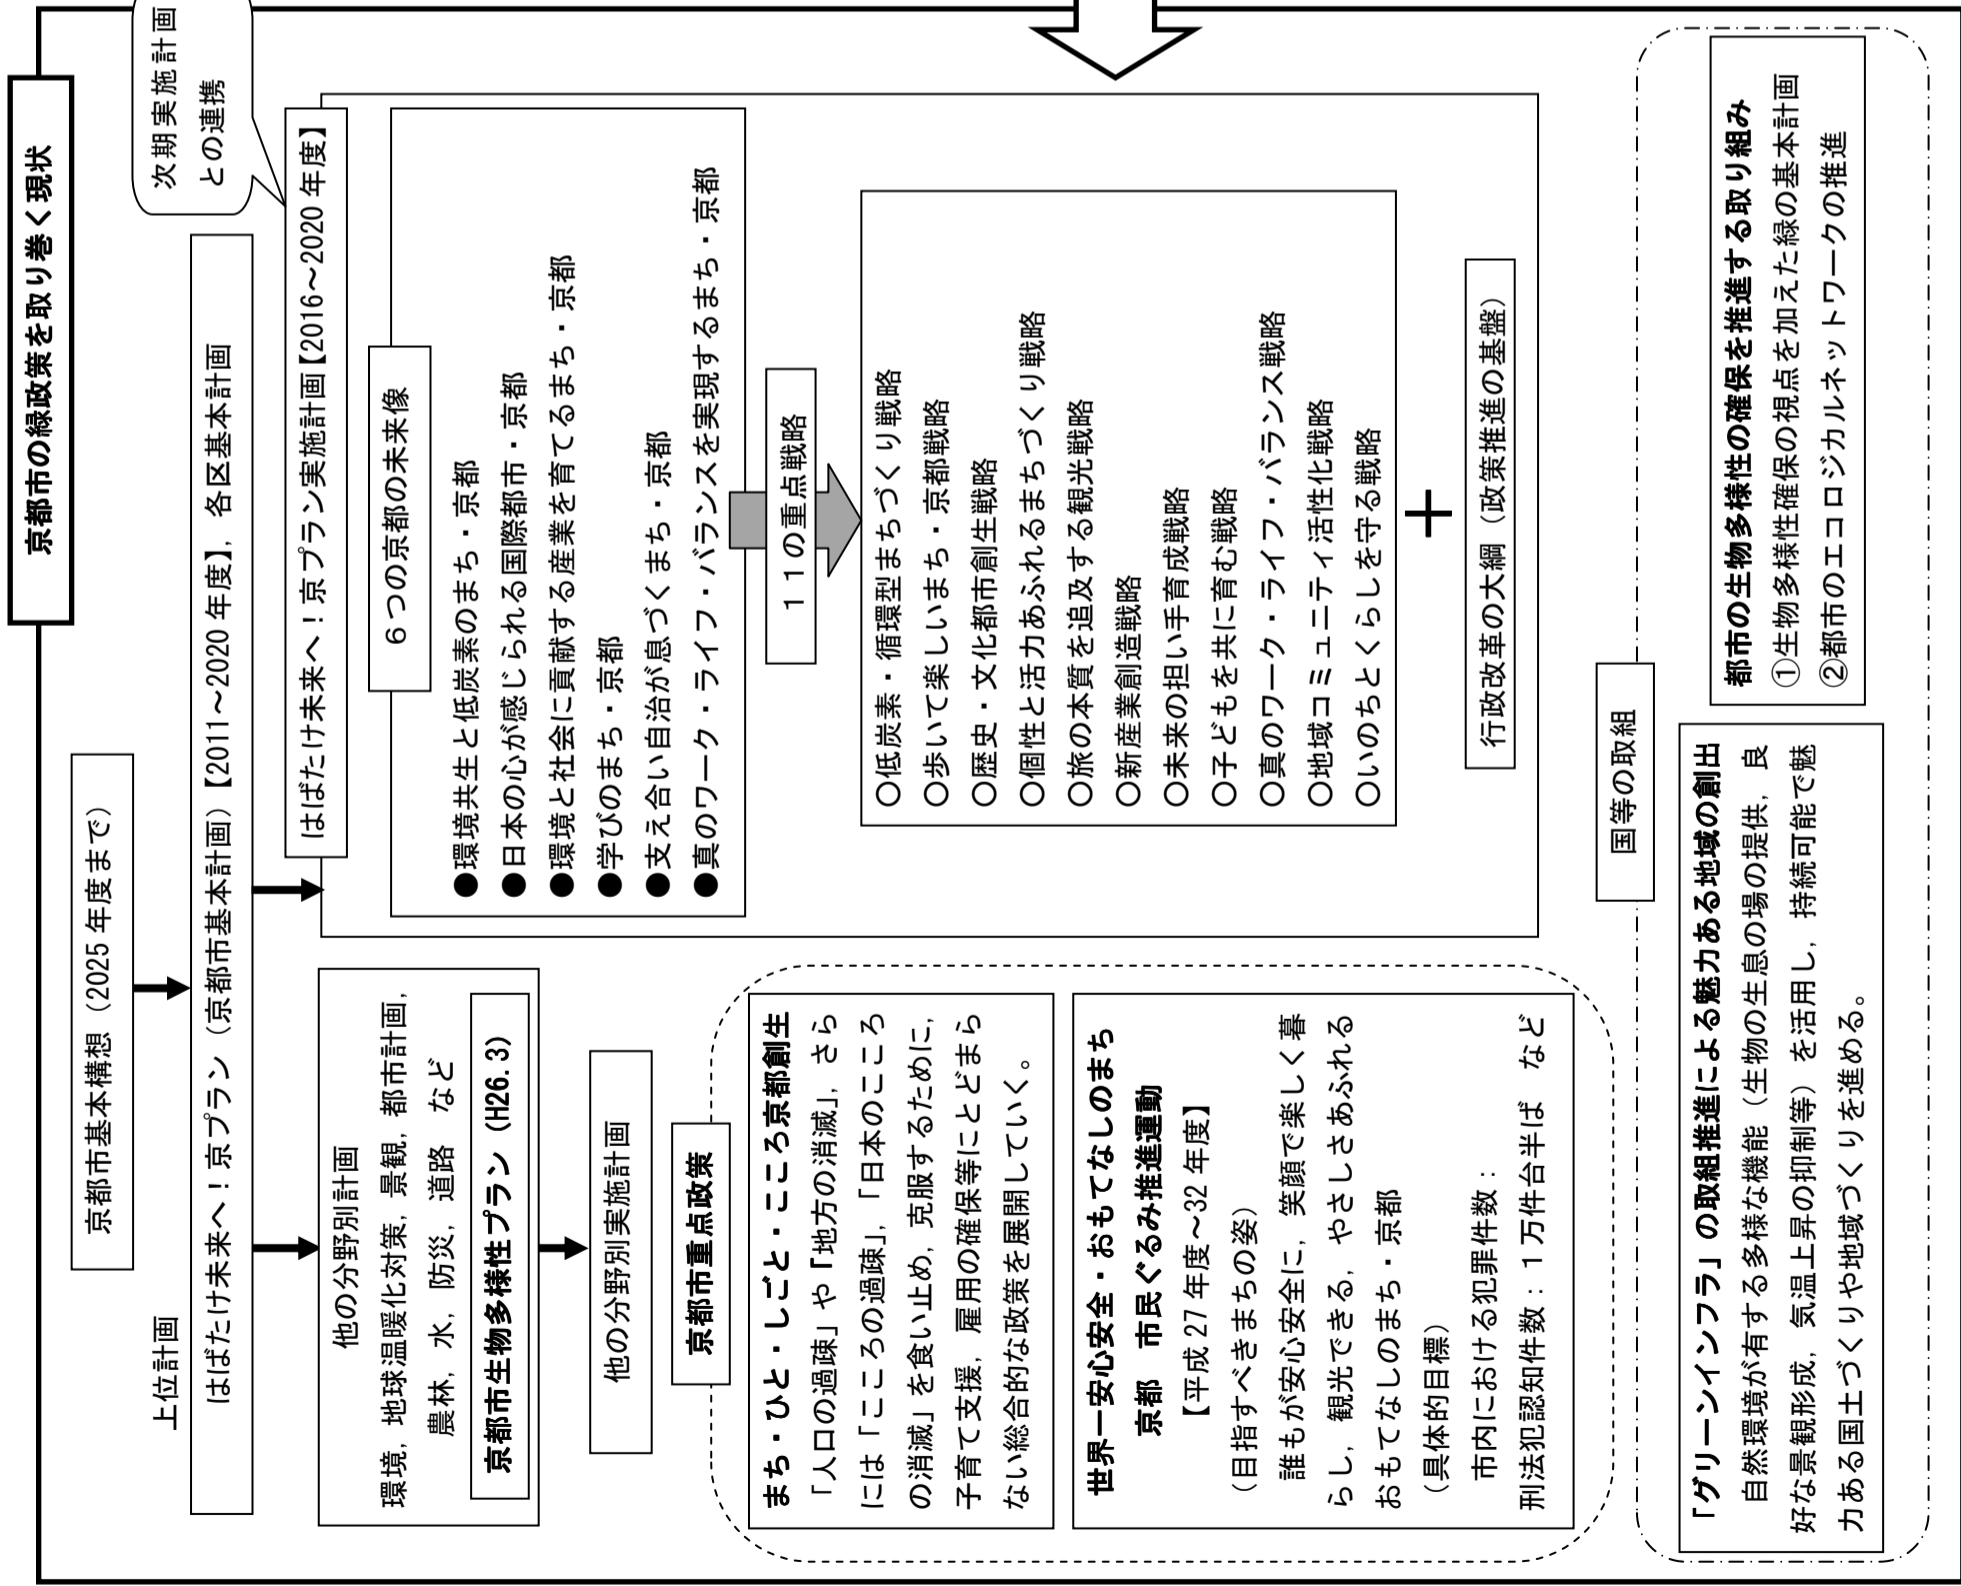 京都市の緑政策を取り巻く現状
京都市基本構想（2025 年度まで）
上位計画
はばたけ未来へ！京プラン（京都市基本計画）【2011～2020 年度】，各区基本計画
次期実施計画
との連携
他の分野別計画
環境，地球温暖化対策，景観，都市計画，
農林，水，防災，道路　など
京都市生物多様性プラン（H26.3）
他の分野別実施計画
京都市重点政策
まち・ひと・しごと・こころ京都創生
「人口の過疎」や「地方の消滅」，さら
には「こころの過疎」，「日本のこころ
の消滅」を食い止め，克服するために，
子育て支援，雇用の確保等にとどまら
ない総合的な政策を展開していく。
世界一安心安全・おもてなしのまち
京都　市民ぐるみ推進運動
【平成 27 年度～32 年度】
（目指すべきまちの姿）
誰もが安心安全に，笑顔で楽しく暮
らし，観光できる，やさしさあふれる
おもてなしのまち・京都
（具体的目標）
市内における犯罪件数：
刑法犯認知件数：１万件台半ば　など
はばたけ未来へ！京プラン実施計画【2016～2020 年度】
６つの京都の未来像
●環境共生と低炭素のまち・京都
●日本の心が感じられる国際都市・京都
●環境と社会に貢献する産業を育てるまち・京都
●学びのまち・京都
●支え合い自治が息づくまち・京都
●真のワーク・ライフ・バランスを実現するまち・京都
１１の重点戦略
○低炭素・循環型まちづくり戦略
○歩いて楽しいまち・京都戦略
○歴史・文化都市創生戦略
○個性と活力あふれるまちづくり戦略
○旅の本質を追及する観光戦略
○新産業創造戦略
○未来の担い手育成戦略
○子どもを共に育む戦略
○真のワーク・ライフ・バランス戦略
○地域コミュニティ活性化戦略
○いのちとくらしを守る戦略
＋
行政改革の大綱（政策推進の基盤）
国等の取組
「グリーンインフラ」の取組推進による魅力ある地域の創出
自然環境が有する多様な機能（生物の生息の場の提供，良
好な景観形成，気温上昇の抑制等）を活用し，持続可能で魅
力ある国土づくりや地域づくりを進める。
都市の生物多様性の確保を推進する取り組み
①生物多様性確保の視点を加えた緑の基本計画
②都市のエコロジカルネットワークの推進